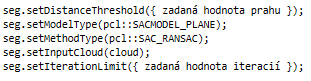 seg.setDistanceThreshold({ zadaná hodnota prahu });
seg.setModelType(pcl::SACMODEL_PLANE);
seg.setMethodType(pcl::SAC_RANSAC);
seg.setInputCloud(cloud);
seg.setIterationLimit({ zadaná hodnota iteracií });